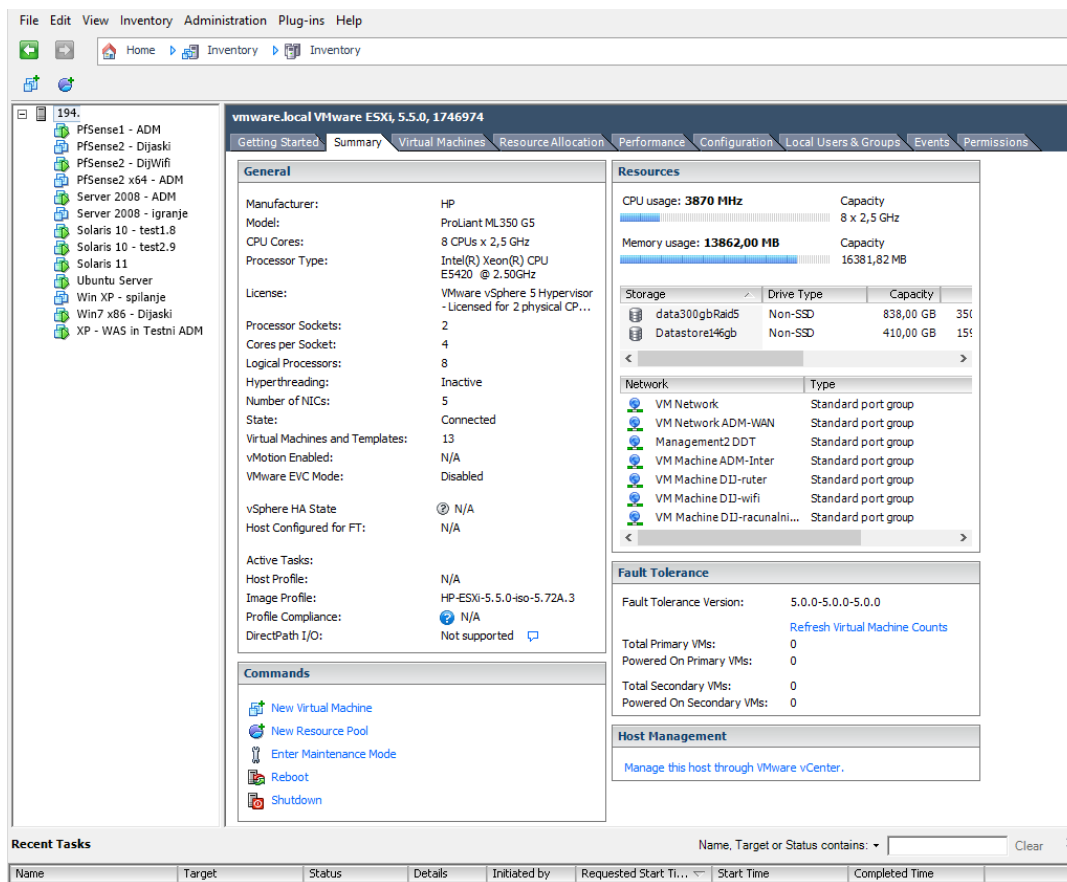 File Edit View Inventory Administration Plug-ins Help
Home Inventory Inventory
194.
PfSense1 - ADM
PfSense2 - Dijaski
PfSense2 - DijWifi
PfSense2 x64 - ADM
Server 2008 - ADM
Server 2008 - igranje
Solaris 10 - test1.8
Solaris 10 - test2.9
Solaris 11
Ubuntu Server
Win XP - spilanje
Win7 x86 - Dijaski
XP - WAS in Testni ADM
vmware.local VMware ESXi, 5.5.0, 1746974
Getting Started Summary Virtual Machines Resource Allocation Performance Configuration Local Users & Groups Events Permissions
General
Manufacturer: HP
Model: ProLiant ML350 G5
CPU Cores: 8 CPUs x 2,5 GHz
Processor Type: Intel(R) Xeon(R) CPU
E5420 @ 2.50GHz
License: VMware vSphere 5 Hypervisor
- Licensed for 2 physical CP...
Processor Sockets: 2
Cores per Socket: 4
Logical Processors: 8
Hyperthreading: Inactive
Number of NICs: 5
State: Connected
Virtual Machines and Templates: 13
vMotion Enabled: N/A
VMware EVC Mode: Disabled
vSphere HA State ? N/A
Host Configured for FT: N/A
Active Tasks:
Host Profile: N/A
Image Profile: HP-ESXi-5.5.0-iso-5.72A.3
Profile Compliance: ? N/A
DirectPath I/O: Not supported
Commands
New Virtual Machine
New Resource Pool
Enter Maintenance Mode
Reboot
Shutdown
Resources
CPU usage: 3870 MHz Capacity
8 x 2,5 GHz
Memory usage: 13862,00 MB Capacity
16381,82 MB
Storage Drive Type Capacity
data300gbRaid5 Non-SSD 838,00 GB 350
Datastore146gb Non-SSD 410,00 GB 159
Network Type
VM Network Standard port group
VM Network ADM-WAN Standard port group
Management2 DDT Standard port group
VM Machine ADM-Inter Standard port group
VM Machine DIJ-ruter Standard port group
VM Machine DIJ-wifi Standard port group
VM Machine DIJ-racunalni... Standard port group
Fault Tolerance
Fault Tolerance Version: 5.0.0-5.0.0-5.0.0
Refresh Virtual Machine Counts
Total Primary VMs: 0
Powered On Primary VMs: 0
Total Secondary VMs: 0
Powered On Secondary VMs: 0
Host Management
Manage this host through VMware vCenter.
Recent Tasks
Name, Target or Status contains: Clear
Name Target Status Details Initiated by Requested Start Ti... Start Time Completed Time